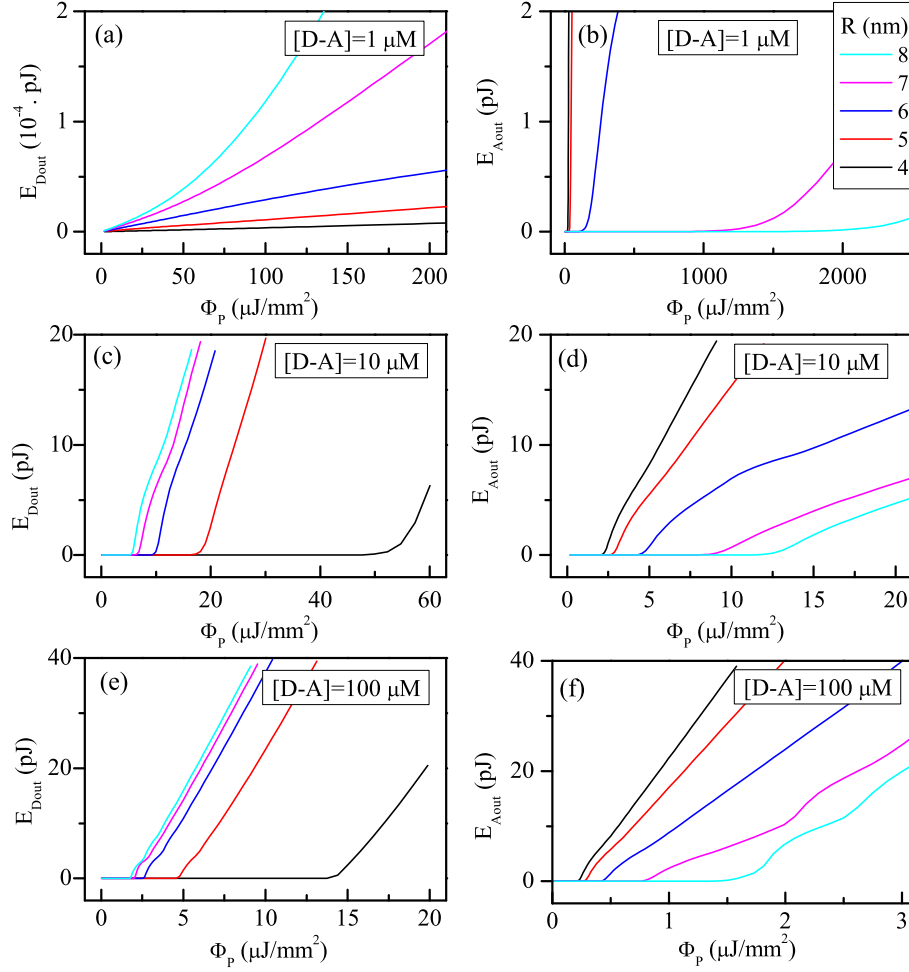 (a)
[D-A]=1 μM
E_Dout (10^-4. pJ)
2
1
0
0 50 100 150 200
Φ_P (μJ/mm^2)
(b)
[D-A]=1 μM
R (nm)
8
7
6
5
4
E_Aout (pJ)
2
1
0
0 1000 2000
Φ_P (μJ/mm^2)
(c)
[D-A]=10 μM
E_Dout (pJ)
20
10
0
0 20 40 60
Φ_P (μJ/mm^2)
(d)
[D-A]=10 μM
E_Aout (pJ)
20
10
0
0 5 10 15 20
Φ_P (μJ/mm^2)
(e)
[D-A]=100 μM
E_Dout (pJ)
40
20
0
0 5 10 15 20
Φ_P (μJ/mm^2)
(f)
[D-A]=100 μM
E_Aout (pJ)
40
20
0
0 1 2 3
Φ_P (μJ/mm^2)